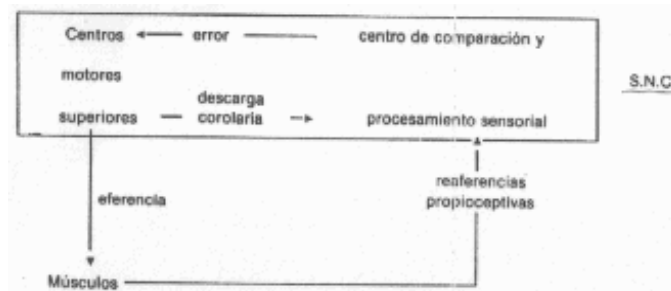 Centros error centro de comparación y
motores
S.N.C
descarga
superiores corolaria procesamiento sensorial
reaferencias
eferencia propioceptivas
Músculos